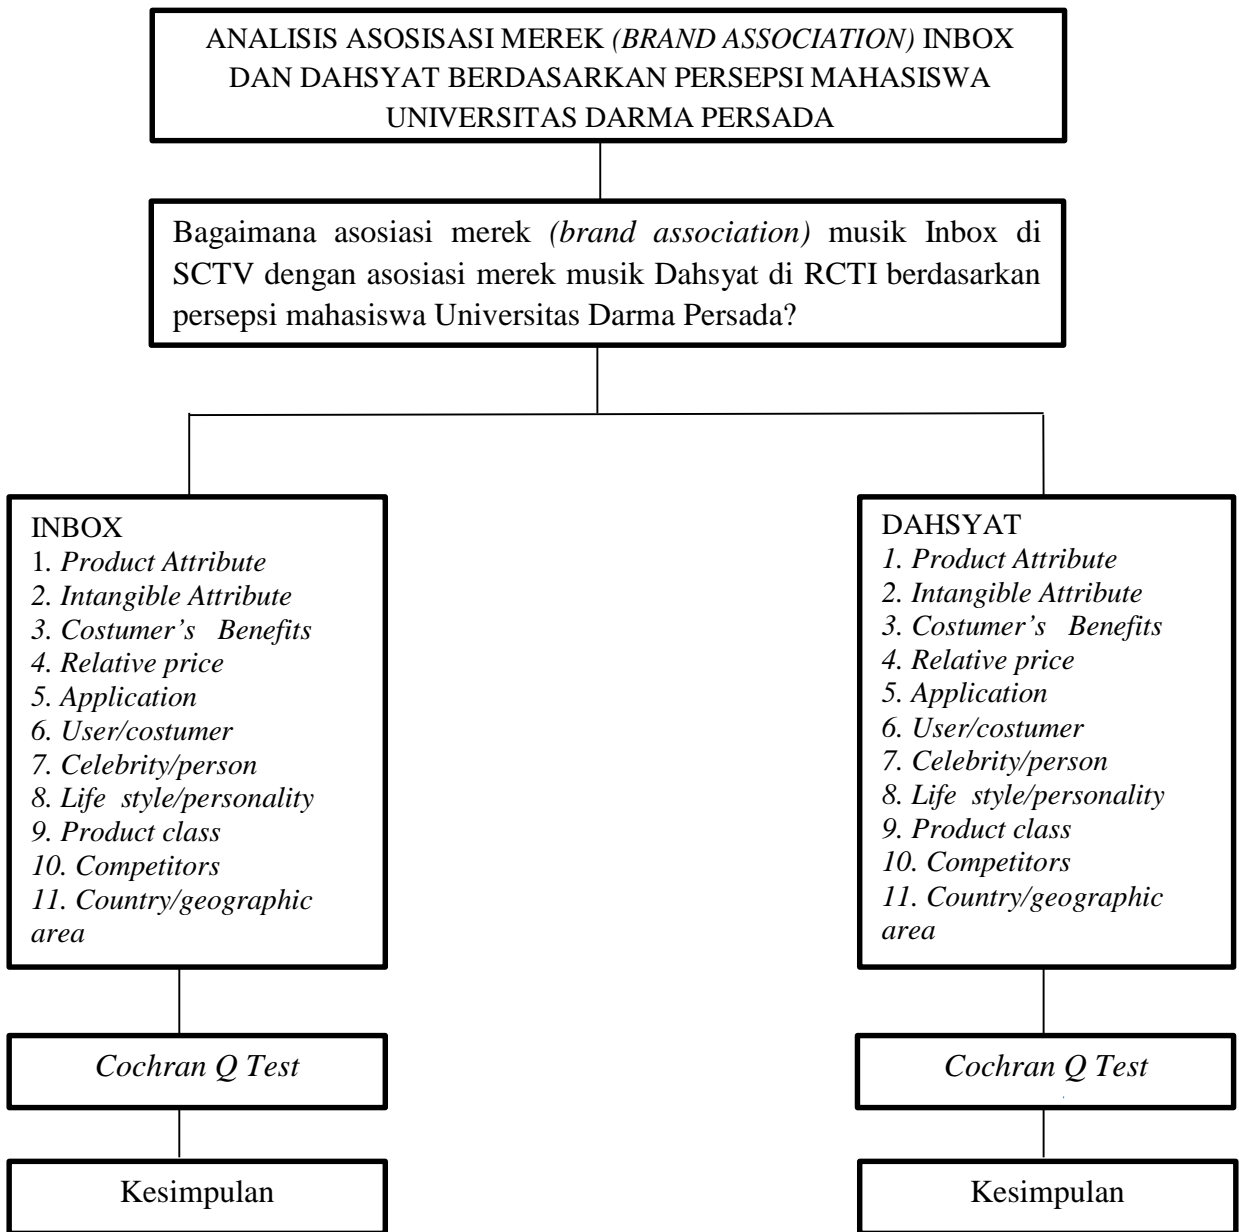 ANALISIS ASOSISASI MEREK (BRAND ASSOCIATION) INBOX
DAN DAHSYAT BERDASARKAN PERSEPSI MAHASISWA
UNIVERSITAS DARMA PERSADA
Bagaimana asosiasi merek (brand association) musik Inbox di
SCTV dengan asosiasi merek musik Dahsyat di RCTI berdasarkan
persepsi mahasiswa Universitas Darma Persada?
INBOX
1. Product Attribute
2. Intangible Attribute
3. Costumer’s Benefits
4. Relative price
5. Application
6. User/costumer
7. Celebrity/person
8. Life style/personality
9. Product class
10. Competitors
11. Country/geographic
area
DAHSYAT
1. Product Attribute
2. Intangible Attribute
3. Costumer’s Benefits
4. Relative price
5. Application
6. User/costumer
7. Celebrity/person
8. Life style/personality
9. Product class
10. Competitors
11. Country/geographic
area
Cochran Q Test
Cochran Q Test
Kesimpulan
Kesimpulan